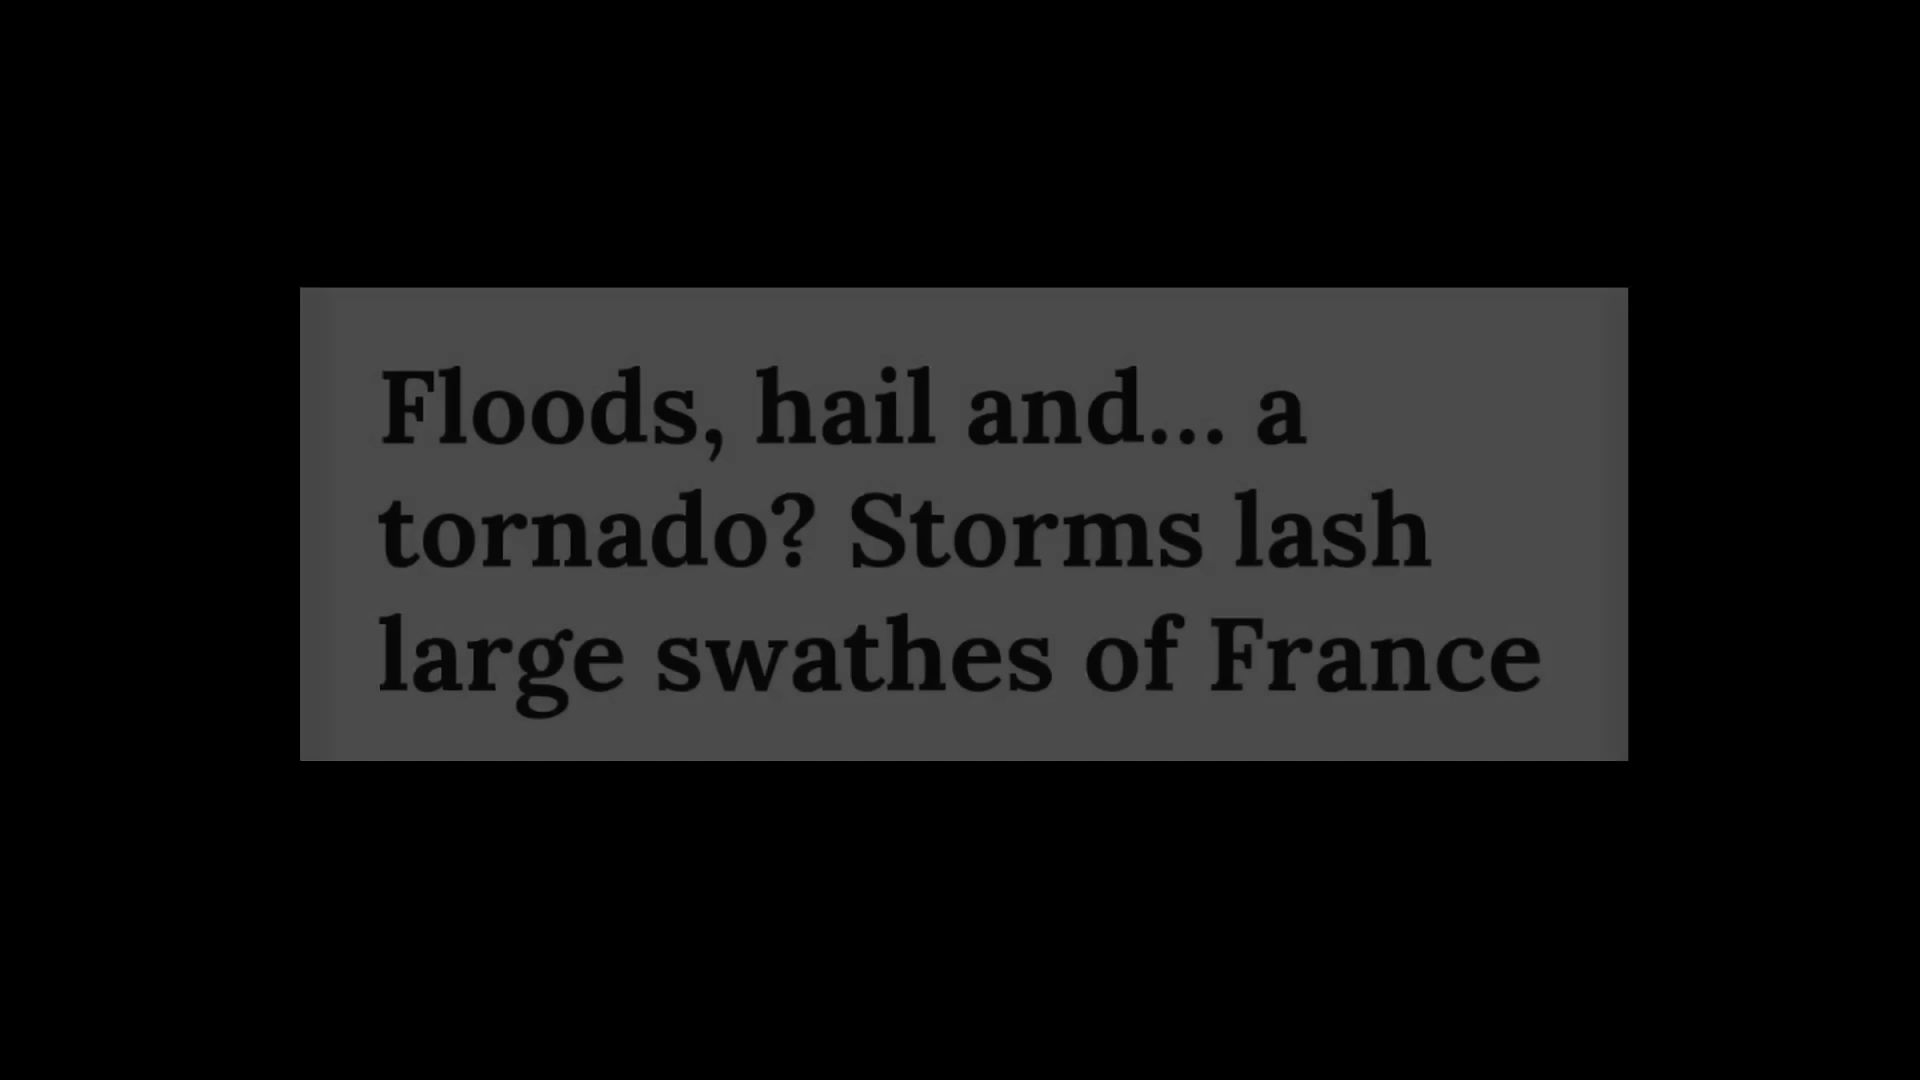 Floods, hail and... a
tornado? Storms lash
large swathes of France